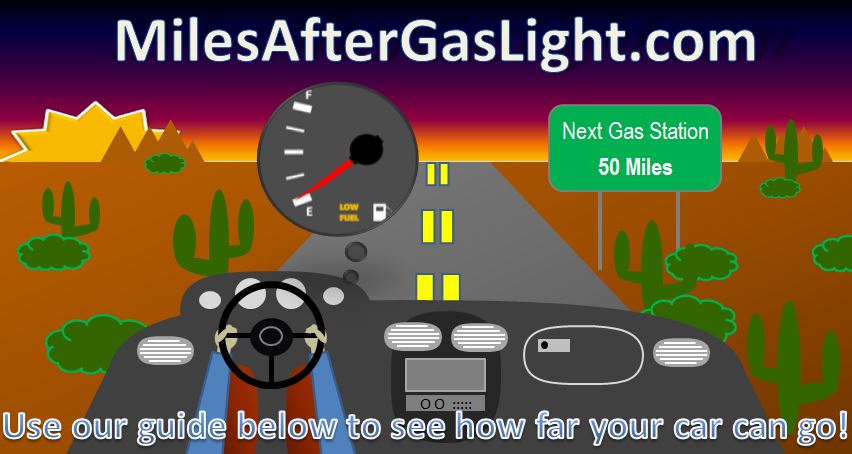 MilesAfterGasLight.com
F
Next Gas Station
50 Miles
E
LOW
FUEL
Use our guide below to see how far your car can go!